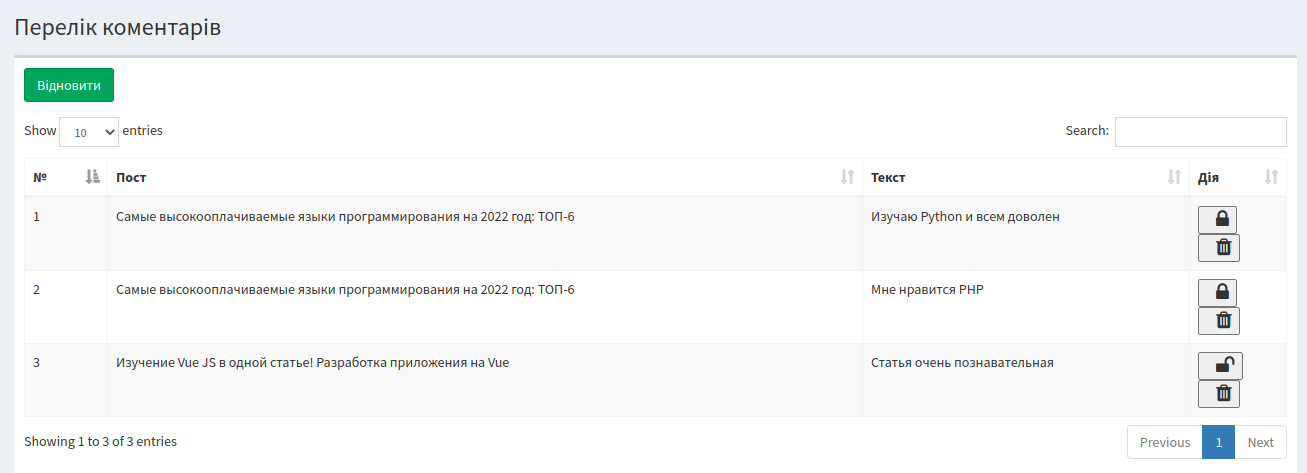 Перелік коментарів
Відновити
Show 10 entries Search:
№ Пост Текст Дія
1 Самые высокооплачиваемые языки программирования на 2022 год: ТОП-6 Изучаю Python и всем доволен
2 Самые высокооплачиваемые языки программирования на 2022 год: ТОП-6 Мне нравится PHP
3 Изучение Vue JS в одной статье! Разработка приложения на Vue Статья очень познавательная
Showing 1 to 3 of 3 entries Previous 1 Next